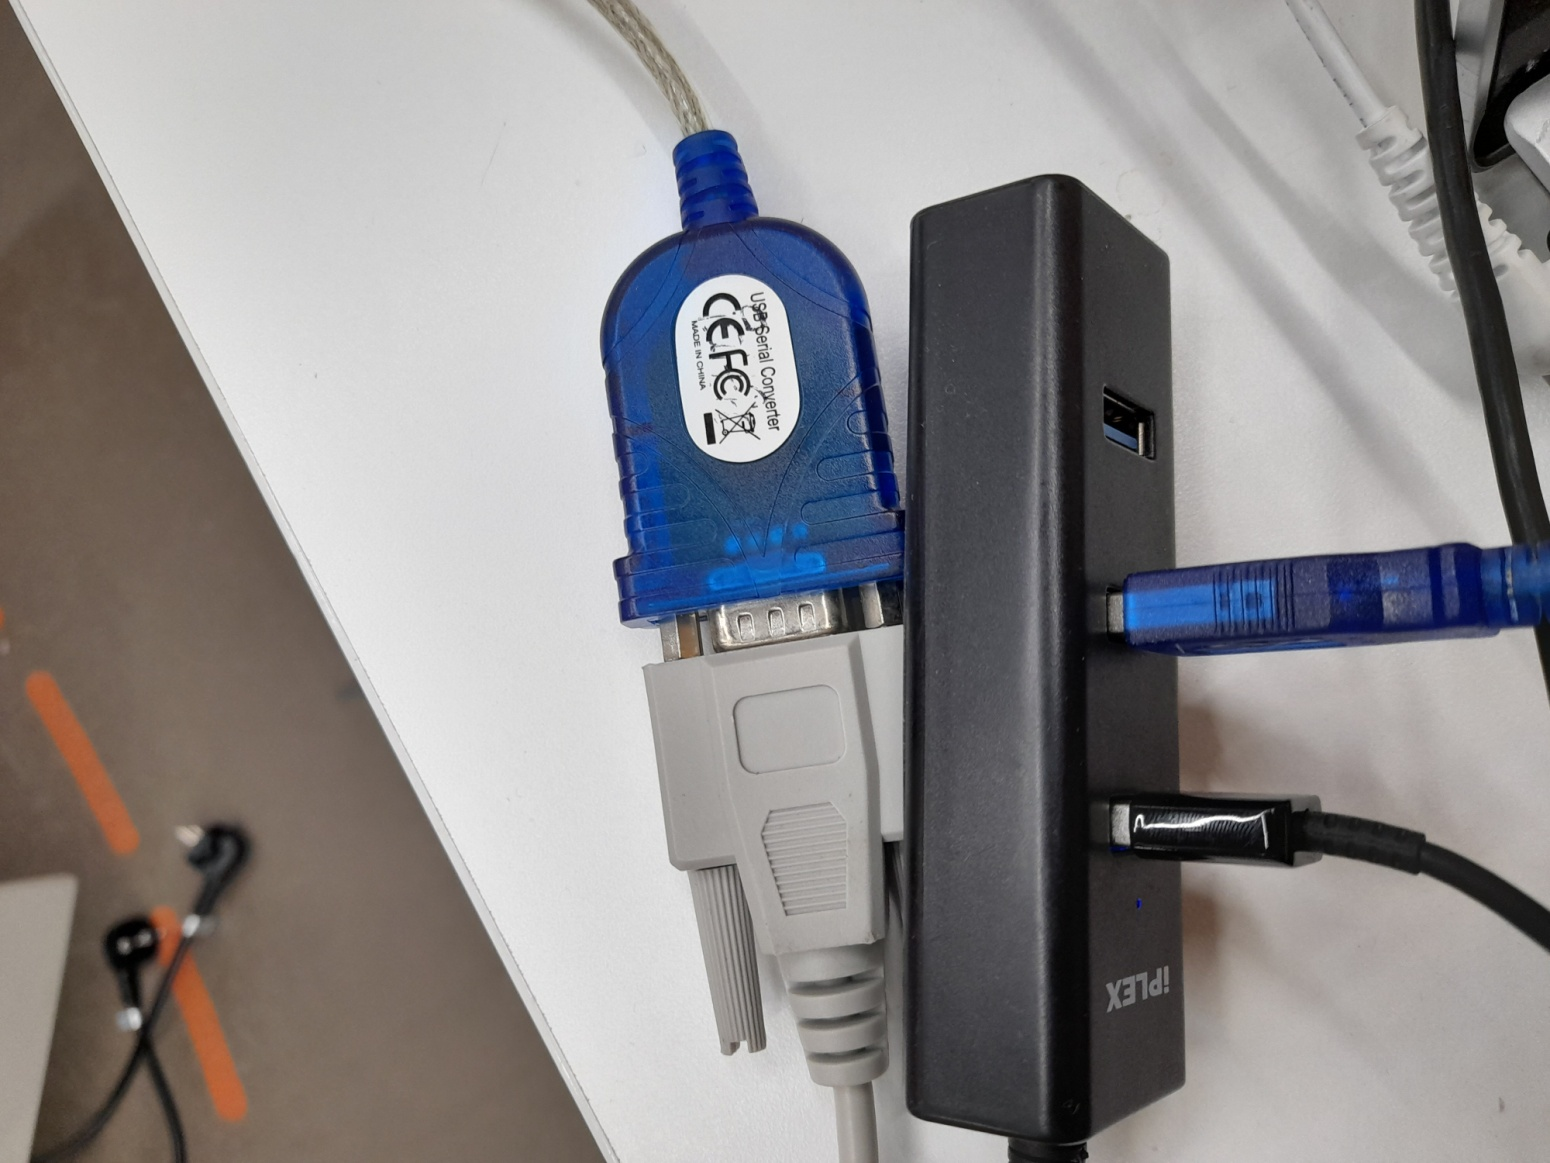 USB Serial Converter
CE FC
MADE IN CHINA
iPLEX